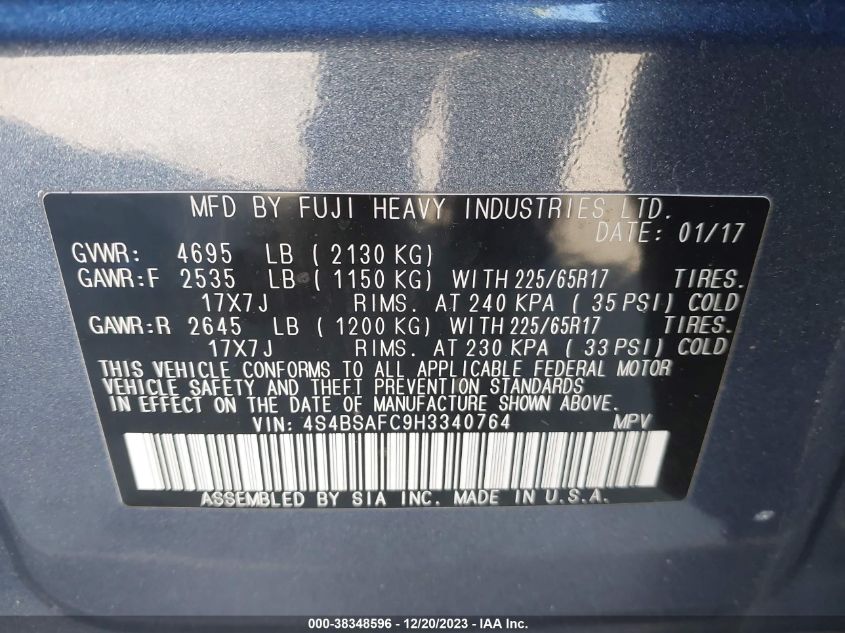 MFD BY FUJI HEAVY INDUSTRIES LTD.
DATE: 01/17
GVWR: 4695 LB ( 2130 KG)
GAWR:F 2535 LB ( 1150 KG) WITH 225/65R17 TIRES.
17X7J RIMS. AT 240 KPA ( 35 PSI) COLD
GAWR:R 2645 LB ( 1200 KG) WITH 225/65R17 TIRES.
17X7J RIMS. AT 230 KPA ( 33 PSI) COLD
THIS VEHICLE CONFORMS TO ALL APPLICABLE FEDERAL MOTOR
VEHICLE SAFETY AND THEFT PREVENTION STANDARDS
IN EFFECT ON THE DATE OF MANUFACTURE SHOWN ABOVE.
VIN: 4S4BSAFC9H3340764 MPV
ASSEMBLED BY SIA INC. MADE IN U.S.A.
000-38348596 - 12/20/2023 - IAA Inc.